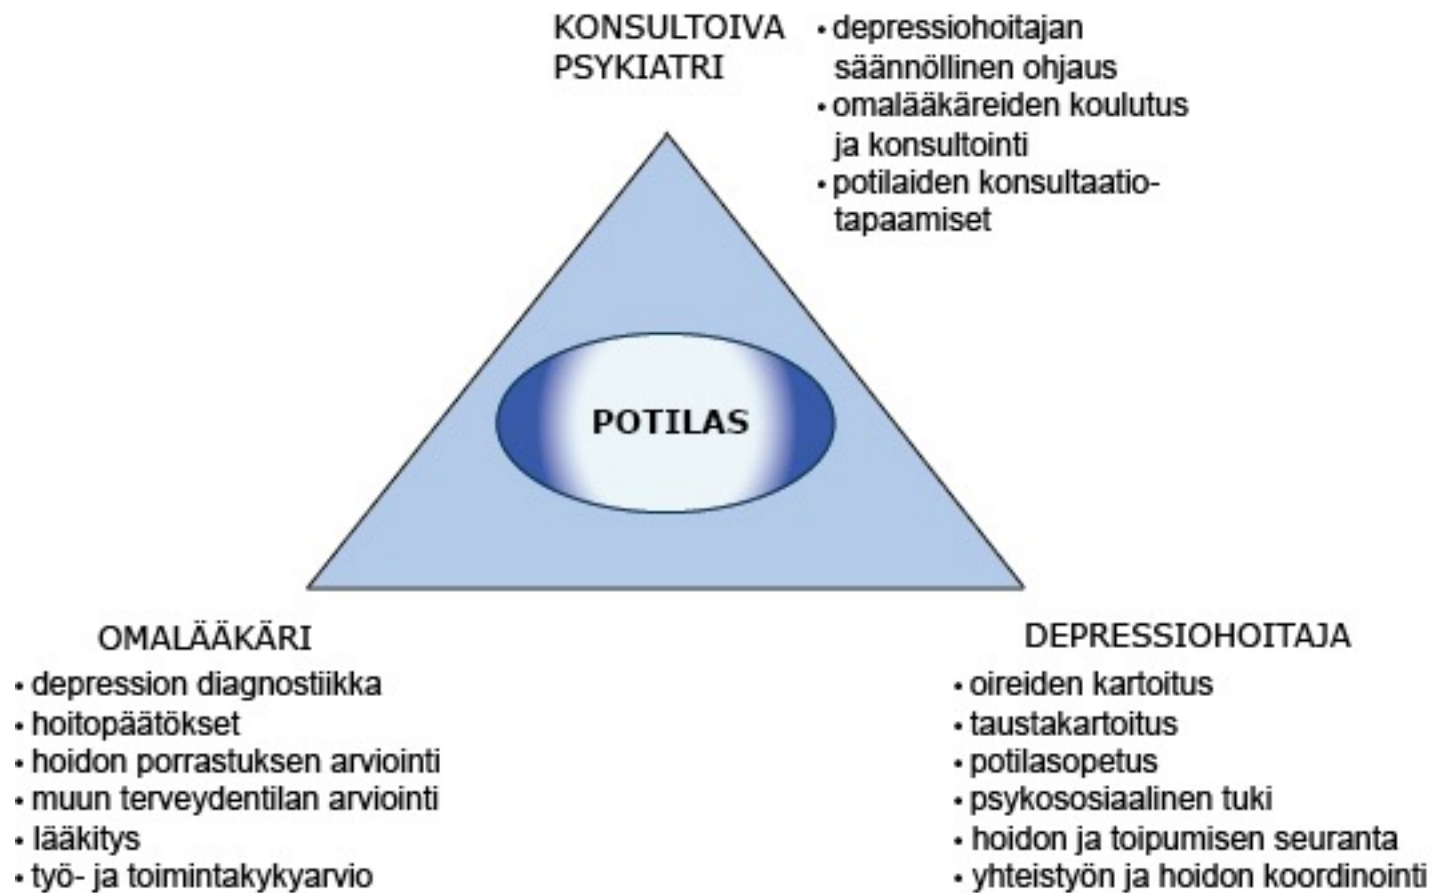 KONSULTOIVA
PSYKIATRI
• depressiohoitajan
säännöllinen ohjaus
• omalääkäreiden koulutus
ja konsultointi
• potilaiden konsultaatio-
tapaamiset
POTILAS
OMALÄÄKÄRI
• depression diagnostiikka
• hoitopäätökset
• hoidon porrastuksen arviointi
• muun terveydentilan arviointi
• lääkitys
• työ- ja toimintakykyarvio
DEPRESSIOHOITAJA
• oireiden kartoitus
• taustakartoitus
• potilasopetus
• psykososiaalinen tuki
• hoidon ja toipumisen seuranta
• yhteistyön ja hoidon koordinointi